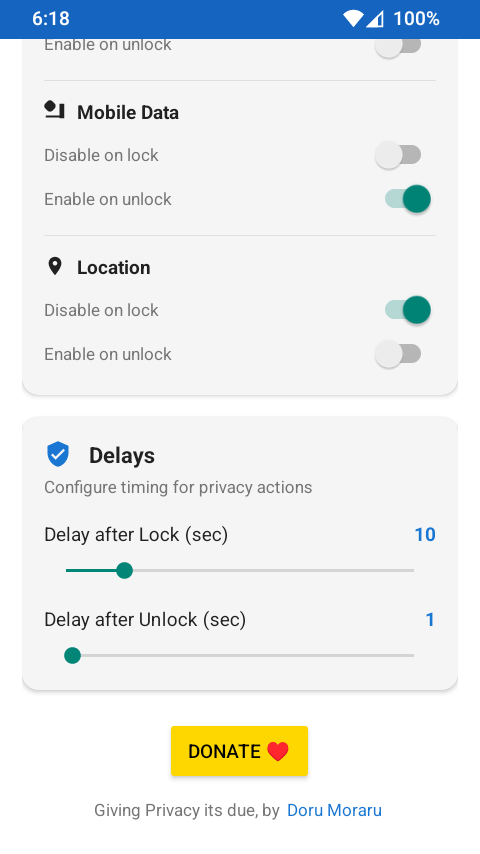 6:18 100%
Enable on unlock
Mobile Data
Disable on lock
Enable on unlock
Location
Disable on lock
Enable on unlock
Delays
Configure timing for privacy actions
Delay after Lock (sec) 10
Delay after Unlock (sec) 1
DONATE ❤️
Giving Privacy its due, by Doru Moraru